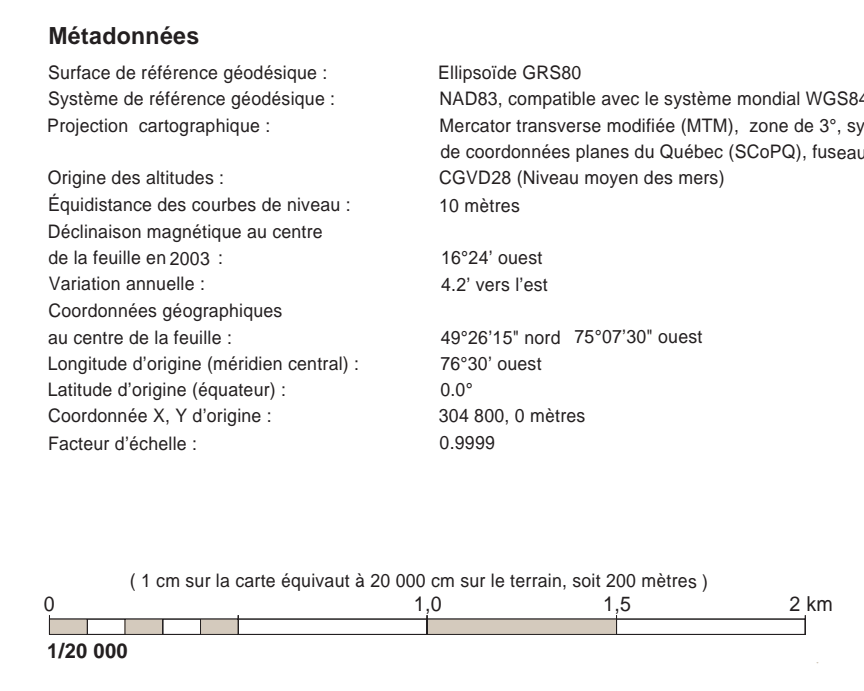 Métadonnées
Surface de référence géodésique : Ellipsoïde GRS80
Système de référence géodésique : NAD83, compatible avec le système mondial WGS84
Projection cartographique : Mercator transverse modifiée (MTM), zone de 3°, sy
de coordonnées planes du Québec (SCoPQ), fuseau
Origine des altitudes : CGVD28 (Niveau moyen des mers)
Équidistance des courbes de niveau : 10 mètres
Déclinaison magnétique au centre
de la feuille en 2003 : 16°24' ouest
Variation annuelle : 4.2' vers l'est
Coordonnées géographiques
au centre de la feuille : 49°26'15" nord 75°07'30" ouest
Longitude d'origine (méridien central) : 76°30' ouest
Latitude d'origine (équateur) : 0.0°
Coordonnée X, Y d'origine : 304 800, 0 mètres
Facteur d'échelle : 0.9999
( 1 cm sur la carte équivaut à 20 000 cm sur le terrain, soit 200 mètres )
0 1,0 1,5 2 km
1/20 000